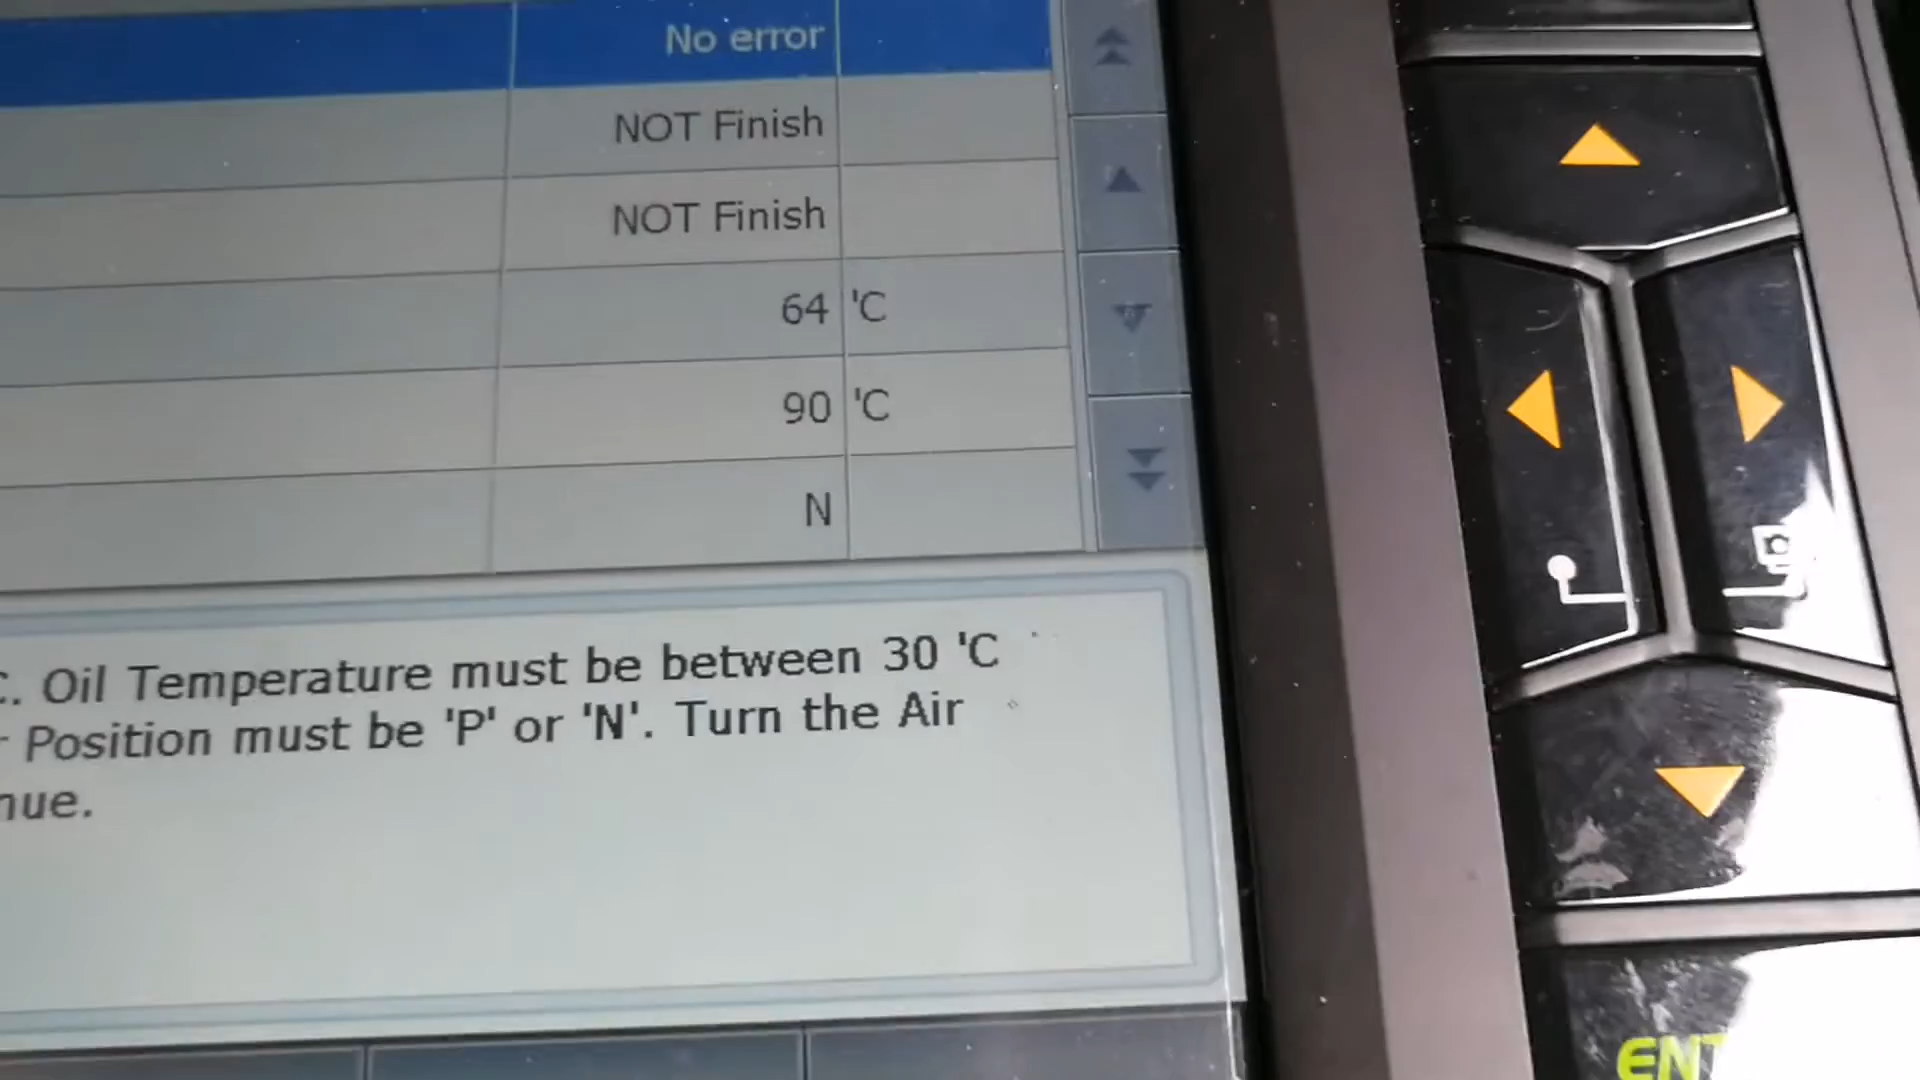 No error
NOT Finish
NOT Finish
64 'C
90 'C
N
. Oil Temperature must be between 30 'C
Position must be 'P' or 'N'. Turn the Air
nue.
ENT